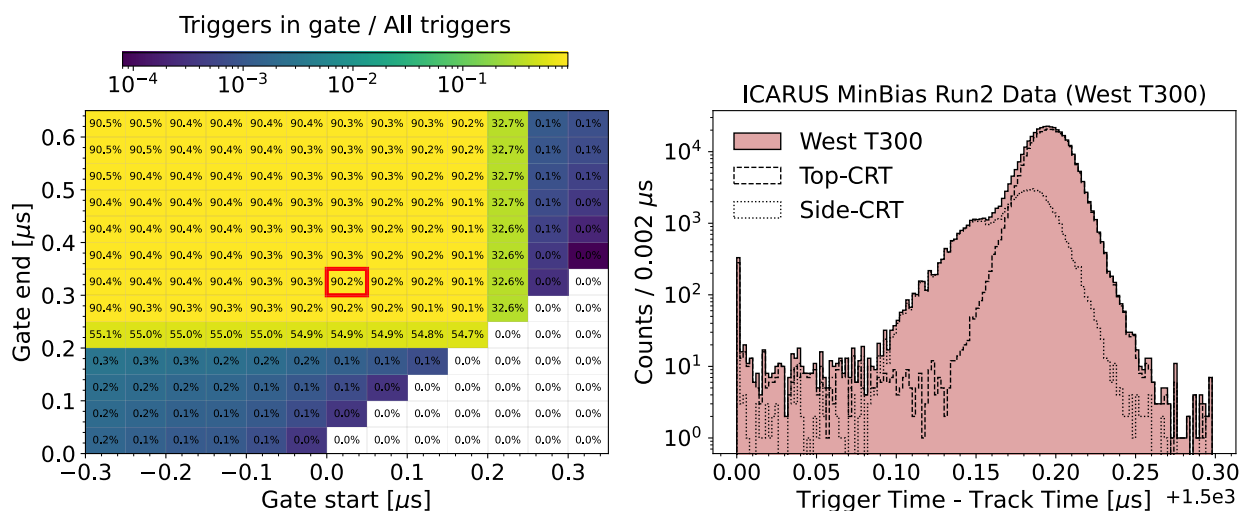 Triggers in gate / All triggers
10⁻⁴ 10⁻³ 10⁻² 10⁻¹
90.5% 90.5% 90.4% 90.4% 90.4% 90.4% 90.3% 90.3% 90.3% 90.2% 32.7% 0.1% 0.1%
90.5% 90.5% 90.4% 90.4% 90.4% 90.3% 90.3% 90.3% 90.2% 90.2% 32.7% 0.1% 0.1%
90.5% 90.4% 90.4% 90.4% 90.4% 90.3% 90.3% 90.3% 90.2% 90.2% 32.7% 0.1% 0.1%
90.4% 90.4% 90.4% 90.4% 90.3% 90.3% 90.3% 90.3% 90.2% 90.2% 32.7% 0.1% 0.0%
90.4% 90.4% 90.4% 90.4% 90.3% 90.3% 90.3% 90.2% 90.2% 90.2% 32.6% 0.0% 0.0%
90.4% 90.4% 90.4% 90.4% 90.3% 90.3% 90.3% 90.2% 90.2% 90.2% 32.6% 0.0% 0.0%
90.4% 90.4% 90.4% 90.3% 90.3% 90.3% 90.2% 90.2% 90.2% 90.1% 32.6% 0.0% 0.0%
90.4% 90.3% 90.3% 90.3% 90.3% 90.2% 90.2% 90.2% 90.1% 90.1% 32.6% 0.0% 0.0%
55.1% 55.0% 55.0% 55.0% 55.0% 54.9% 54.9% 54.9% 54.8% 54.7% 0.0% 0.0% 0.0%
0.3% 0.3% 0.3% 0.2% 0.2% 0.2% 0.1% 0.1% 0.1% 0.0% 0.0% 0.0% 0.0%
0.2% 0.2% 0.2% 0.1% 0.1% 0.1% 0.1% 0.0% 0.0% 0.0% 0.0% 0.0% 0.0%
0.2% 0.2% 0.1% 0.1% 0.1% 0.0% 0.0% 0.0% 0.0% 0.0% 0.0% 0.0% 0.0%
0.2% 0.1% 0.1% 0.1% 0.0% 0.0% 0.0% 0.0% 0.0% 0.0% 0.0% 0.0% 0.0%
0.6
0.5
0.4
0.3
0.2
0.1
0.0
Gate end [μs]
−0.3 −0.2 −0.1 0.0 0.1 0.2 0.3
Gate start [μs]
ICARUS MinBias Run2 Data (West T300)
West T300
Top-CRT
Side-CRT
10⁴
10³
10²
10¹
10⁰
Counts / 0.002 μs
0.00 0.05 0.10 0.15 0.20 0.25 0.30
Trigger Time - Track Time [μs] +1.5e3